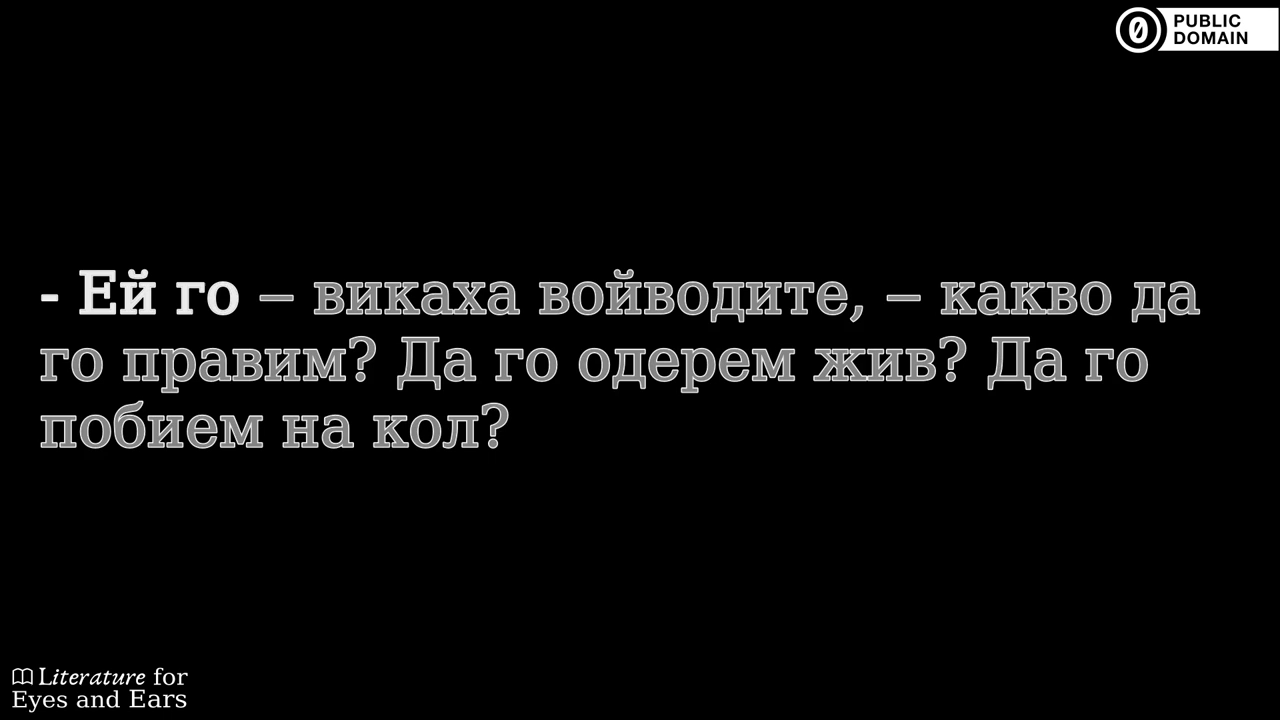 PUBLIC
DOMAIN
- Ей го – викаха войводите, – какво да
го правим? Да го одерем жив? Да го
побием на кол?
Literature for
Eyes and Ears